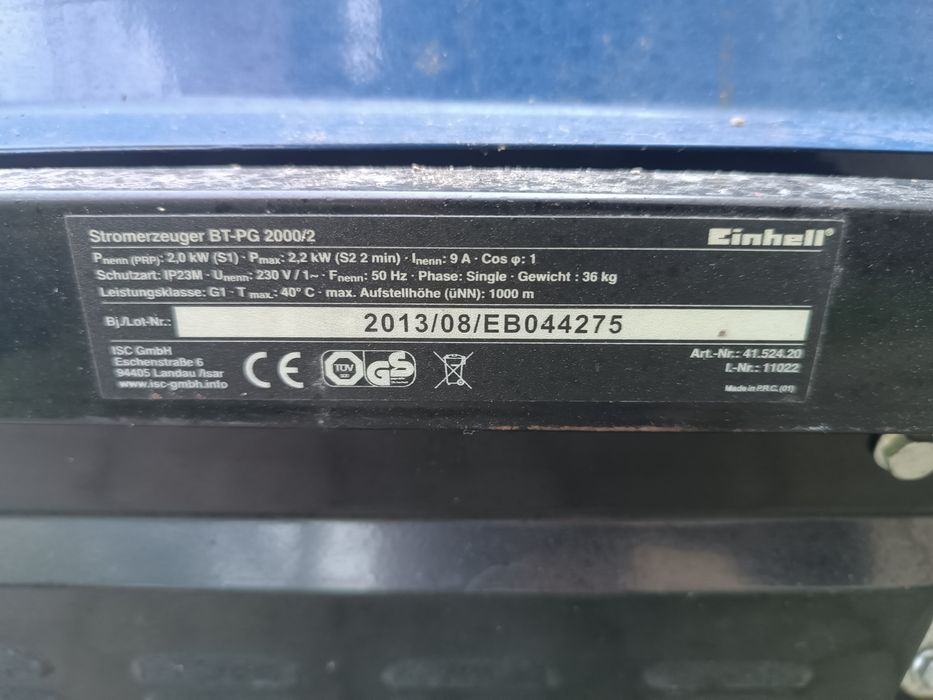 Stromerzeuger BT-PG 2000/2
Einhell®
Pnenn (PRP): 2,0 kW (S1) · Pmax: 2,2 kW (S2 2 min) · Inenn: 9 A · Cos φ: 1
Schutzart: IP23M · Unenn: 230 V / 1~ · Fnenn: 50 Hz · Phase: Single · Gewicht : 36 kg
Leistungsklasse: G1 · T max.: 40° C · max. Aufstellhöhe (üNN): 1000 m
Bj./Lot-Nr.: 2013/08/EB044275
ISC GmbH
Eschenstraße 6
94405 Landau /Isar
www.isc-gmbh.info
CE
TÜV
GS
Art.-Nr.: 41.524.20
I.-Nr.: 11022
Made in P.R.C. (01)